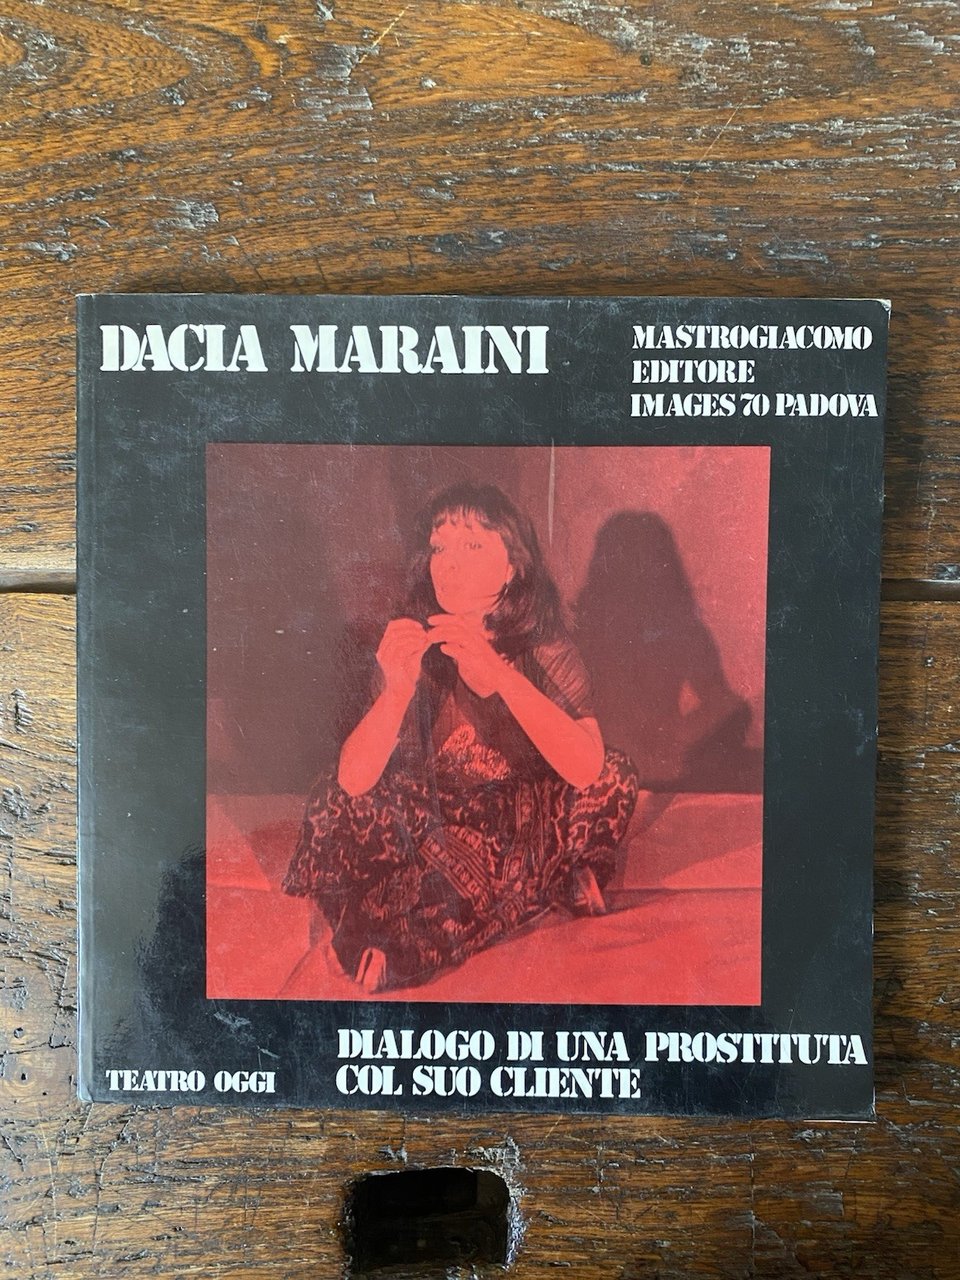 DACIA MARAINI
MASTROGIACOMO
EDITORE
IMAGES 70 PADOVA
DIALOGO DI UNA PROSTITUTA
COL SUO CLIENTE
TEATRO OGGI